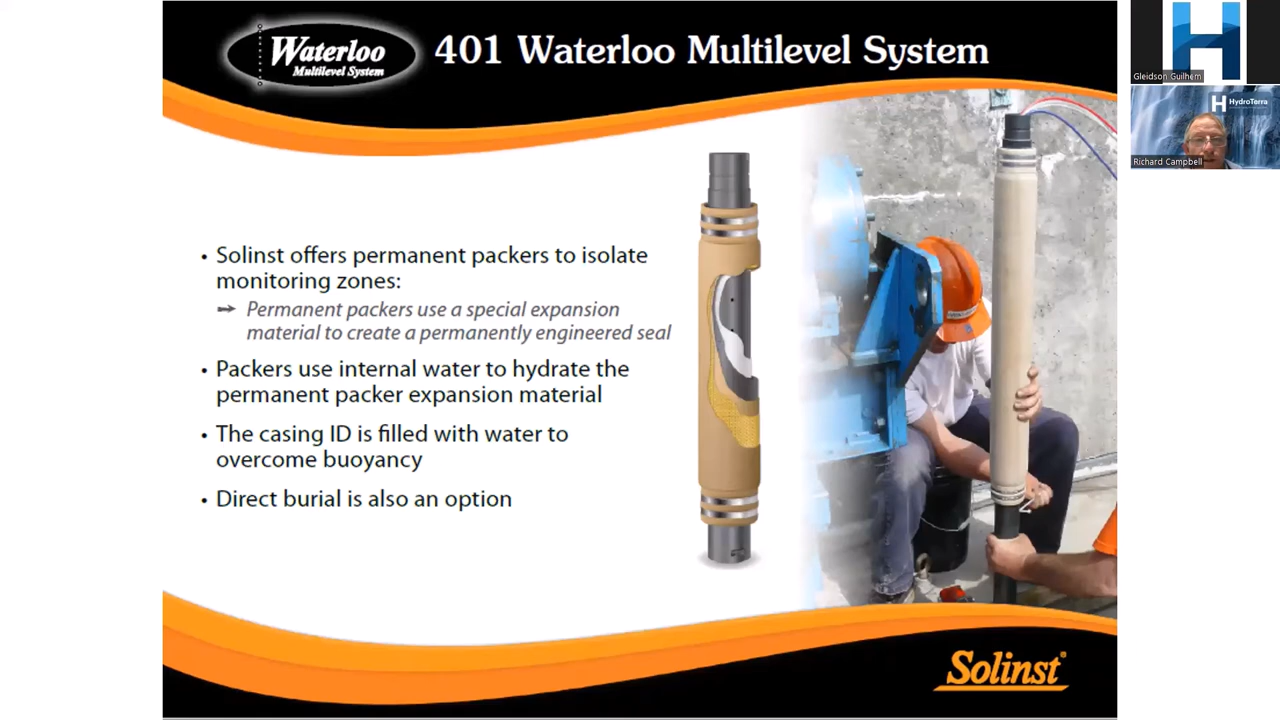 Waterloo
Multilevel System
401 Waterloo Multilevel System
• Solinst offers permanent packers to isolate
monitoring zones:
➳ Permanent packers use a special expansion
material to create a permanently engineered seal
• Packers use internal water to hydrate the
permanent packer expansion material
• The casing ID is filled with water to
overcome buoyancy
• Direct burial is also an option
Solinst®
Gleidson Guilhem
H HydroTerra
Richard Campbell